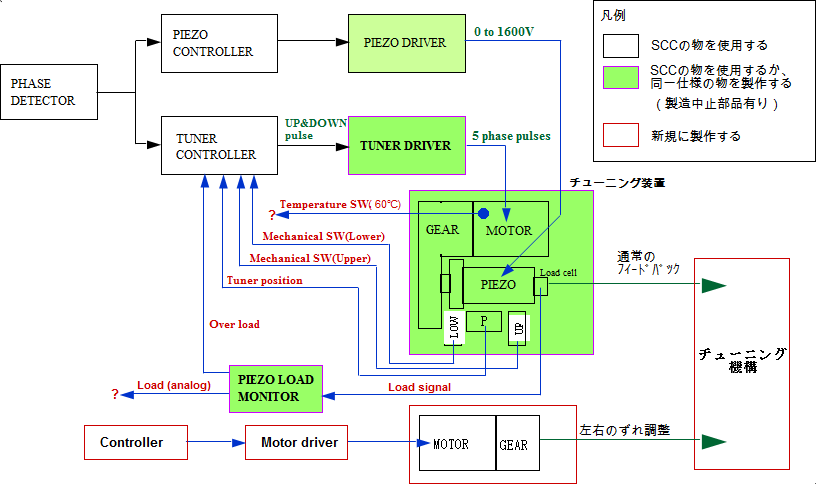 PIEZO
CONTROLLER
PIEZO DRIVER
0 to 1600V
凡例
SCCの物を使用する
SCCの物を使用するか、
同一仕様の物を製作する
（製造中止部品有り）
新規に製作する
PHASE
DETECTOR
TUNER
CONTROLLER
UP&DOWN
pulse
TUNER DRIVER
5 phase pulses
チューニング装置
Temperature SW( 60℃)
?
GEAR
MOTOR
Mechanical SW(Lower)
Mechanical SW(Upper)
Tuner position
PIEZO
Load cell
通常の
ﾌｨｰﾄﾞﾊﾞｯｸ
LOW
P
UP
Over load
チューニング
機構
PIEZO LOAD
MONITOR
Load (analog)
?
Load signal
Controller
Motor driver
MOTOR
GEAR
左右のずれ調整